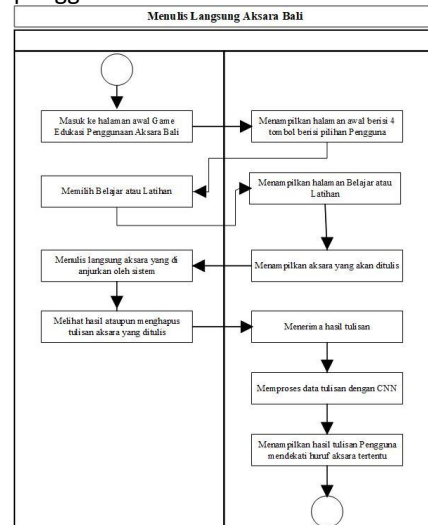 Menulis Langsung Aksara Bali
Masuk ke halaman awal Game
Edukasi Penggunaan Aksara Bali
Menampilkan halaman awal berisi 4
tombol berisi pilihan Pengguna
Memilih Belajar atau Latihan
Menampilkan halaman Belajar atau
Latihan
Menampilkan aksara yang akan ditulis
Menulis langsung aksara yang di
anjurkan oleh sistem
Melihat hasil ataupun menghapus
tulisan aksara yang ditulis
Menerima hasil tulisan
Memproses data tulisan dengan CNN
Menampilkan hasil tulisan Pengguna
mendekati huruf aksara tertentu